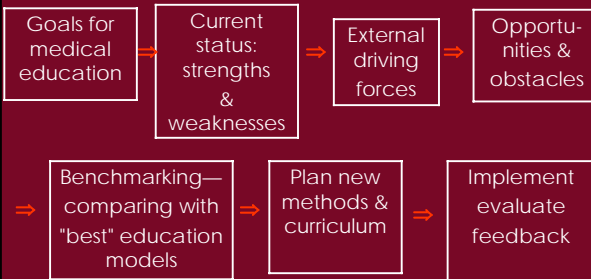 Goals for
medical
education
⇒
Current
status:
strengths
&
weaknesses
⇒
External
driving
forces
⇒
Opportu-
nities &
obstacles
⇒
Benchmarking—
comparing with
"best" education
models
⇒
Plan new
methods &
curriculum
⇒
Implement
evaluate
feedback